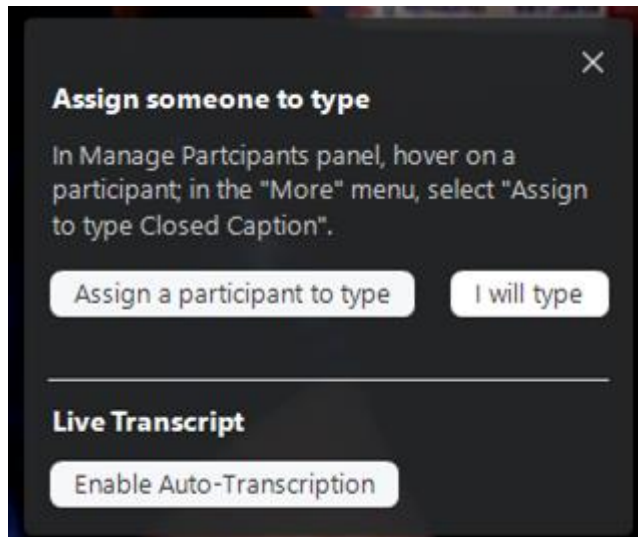 Assign someone to type
In Manage Partcipants panel, hover on a
participant; in the "More" menu, select "Assign
to type Closed Caption".
Assign a participant to type
I will type
Live Transcript
Enable Auto-Transcription